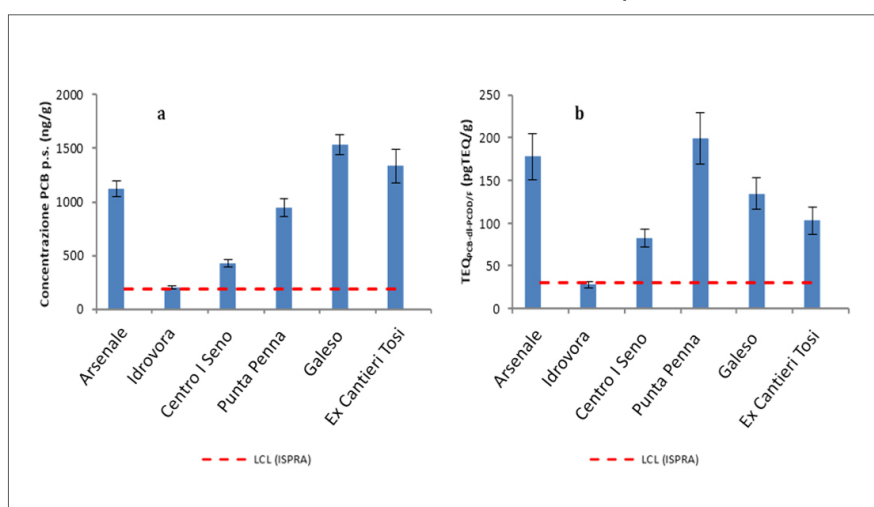 a
Concentrazione PCB p.s. (ng/g)
2000
1500
1000
500
0
Arsenale
Idrovora
Centro I Seno
Punta Penna
Galeso
Ex Cantieri Tosi
LCL (ISPRA)
b
TEQPCB-dl-PCDD/F (pgTEQ/g)
250
200
150
100
50
0
Arsenale
Idrovora
Centro I Seno
Punta Penna
Galeso
Ex Cantieri Tosi
LCL (ISPRA)